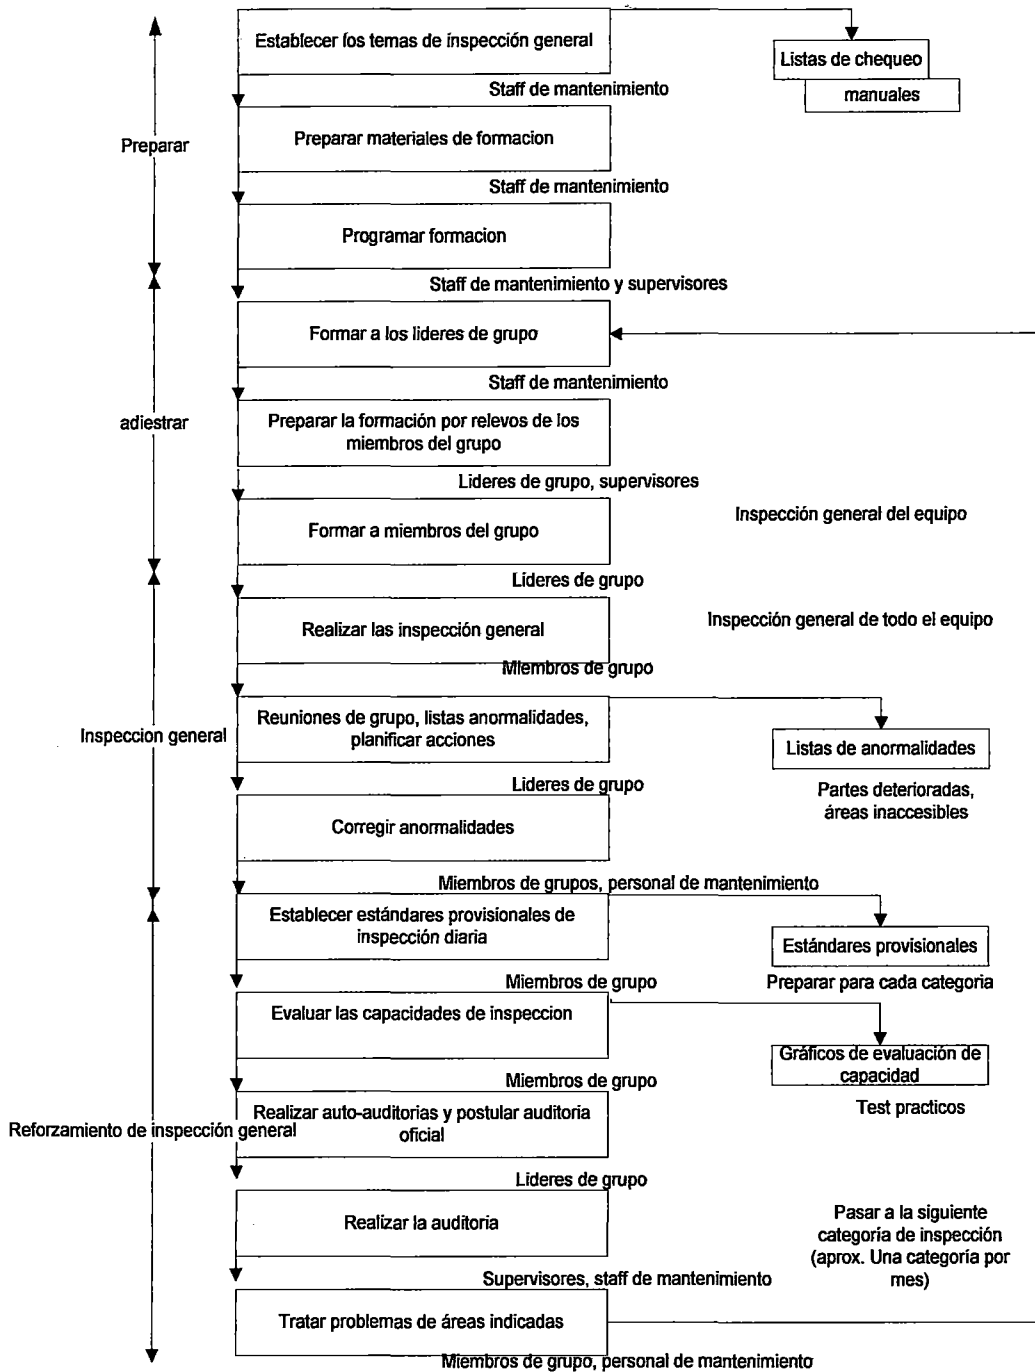 Establecer los temas de inspección general
Listas de chequeo
manuales
Staff de mantenimiento
Preparar
Preparar materiales de formacion
Staff de mantenimiento
Programar formacion
Staff de mantenimiento y supervisores
Formar a los lideres de grupo
Staff de mantenimiento
adiestrar
Preparar la formación por relevos de los
miembros del grupo
Lideres de grupo, supervisores
Inspección general del equipo
Formar a miembros del grupo
Líderes de grupo
Realizar las inspección general
Inspección general de todo el equipo
Miembros de grupo
Reuniones de grupo, listas anormalidades,
planificar acciones
Inspeccion general
Listas de anormalidades
Lideres de grupo
Partes deterioradas,
áreas inaccesibles
Corregir anormalidades
Miembros de grupos, personal de mantenimiento
Establecer estándares provisionales de
inspección diaria
Estándares provisionales
Miembros de grupo
Preparar para cada categoria
Evaluar las capacidades de inspeccion
Gráficos de evaluación de
capacidad
Miembros de grupo
Test practicos
Realizar auto-auditorias y postular auditoria
oficial
Reforzamiento de inspección general
Lideres de grupo
Realizar la auditoria
Pasar a la siguiente
categoría de inspección
(aprox. Una categoría por
mes)
Supervisores, staff de mantenimiento
Tratar problemas de áreas indicadas
Miembros de grupo, personal de mantenimiento